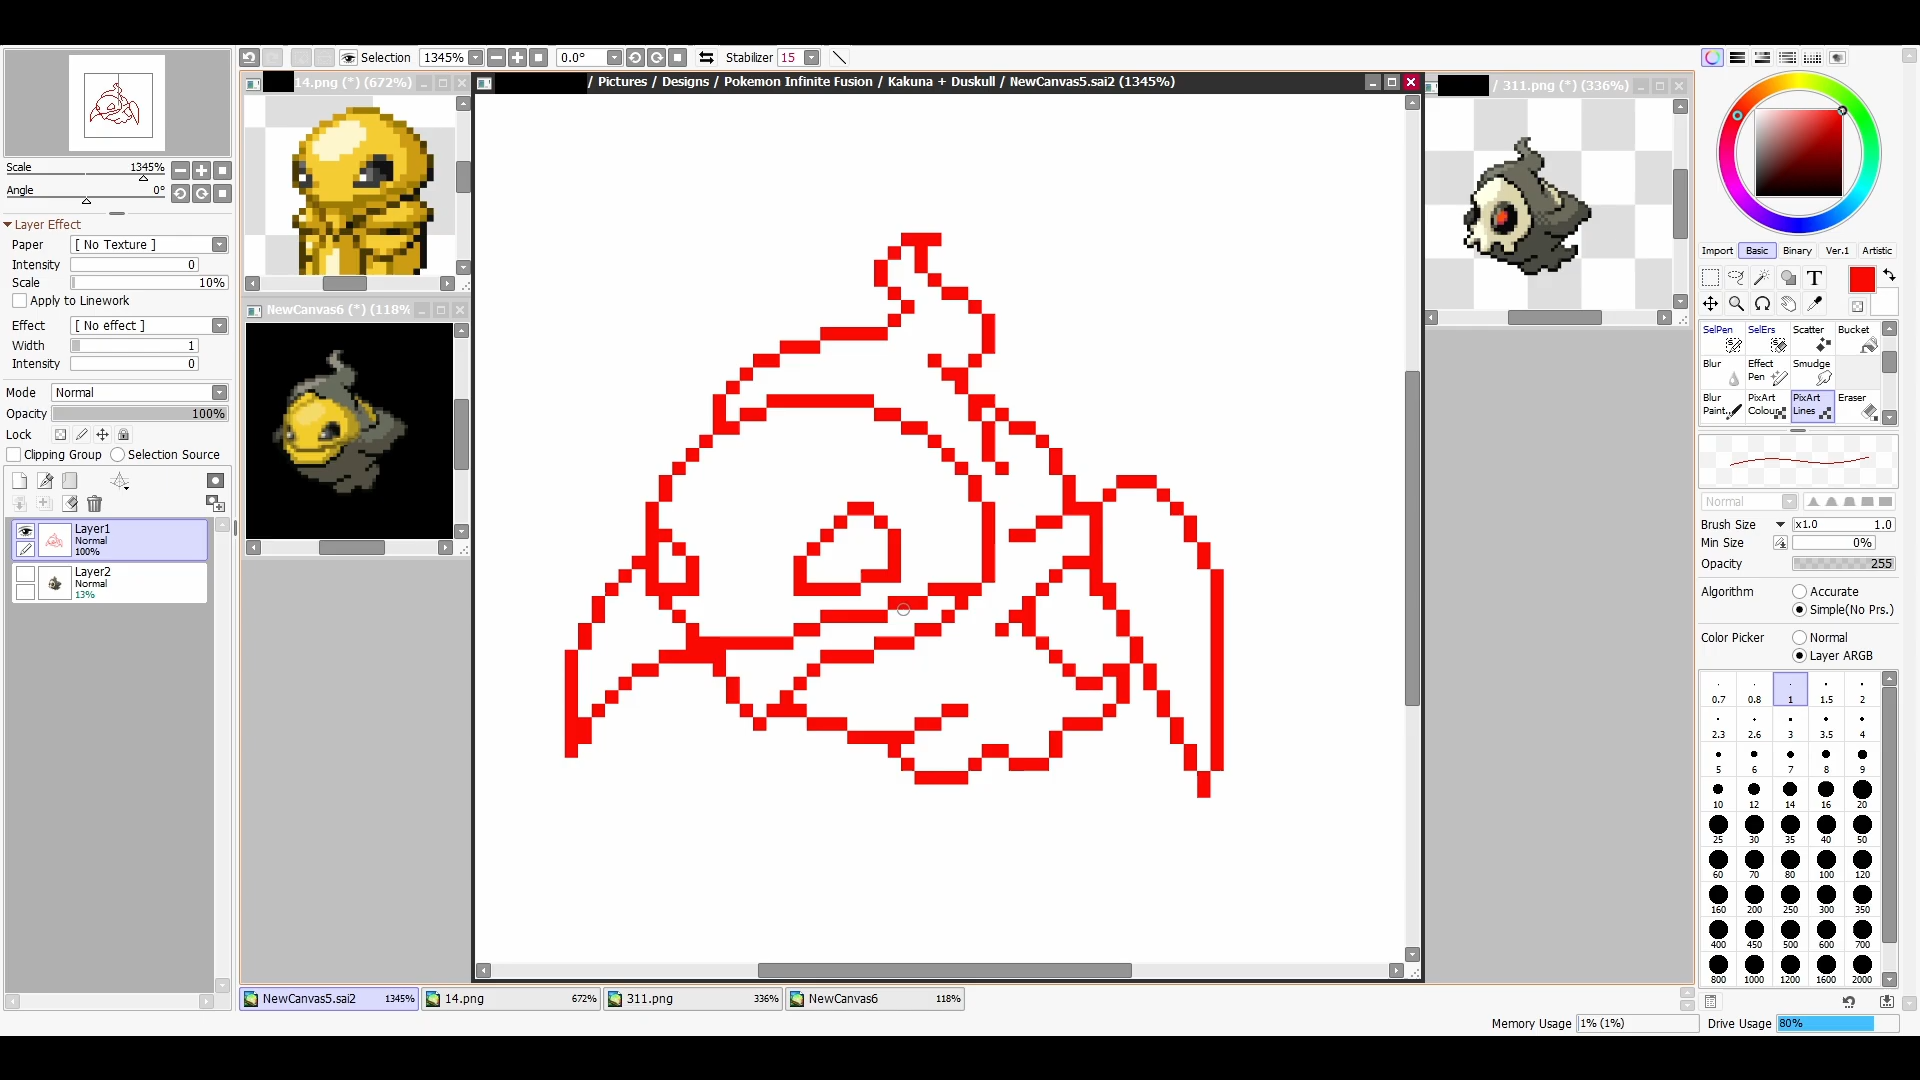 Selection 1345% 0.0° Stabilizer 15
14.png (*) (672%)
/ Pictures / Designs / Pokemon Infinite Fusion / Kakuna + Duskull / NewCanvas5.sai2 (1345%)
/ 311.png (*) (336%)
Scale 1345%
Angle 0°
Layer Effect
Paper [ No Texture ]
Intensity 0
Scale 10%
Apply to Linework
Effect [ No effect ]
Width 1
Intensity 0
Mode Normal
Opacity 100%
Lock
Clipping Group Selection Source
Layer1
Normal
100%
Layer2
Normal
13%
NewCanvas6 (*) (118%
Import Basic Binary Ver.1 Artistic
T
SelPen SelErs Scatter Bucket
Blur Effect Pen Smudge
Blur Paint.. PixArt Colour PixArt Lines Eraser
Normal
Brush Size x1.0 1.0
Min Size 0%
Opacity 255
Algorithm Accurate
Simple(No Prs.)
Color Picker Normal
Layer ARGB
0.7 0.8 1 1.5 2
2.3 2.6 3 3.5 4
5 6 7 8 9
10 12 14 16 20
25 30 35 40 50
60 70 80 100 120
160 200 250 300 350
400 450 500 600 700
800 1000 1200 1600 2000
NewCanvas5.sai2 1345% 14.png 672% 311.png 336% NewCanvas6 118%
Memory Usage 1% (1%) Drive Usage 80%